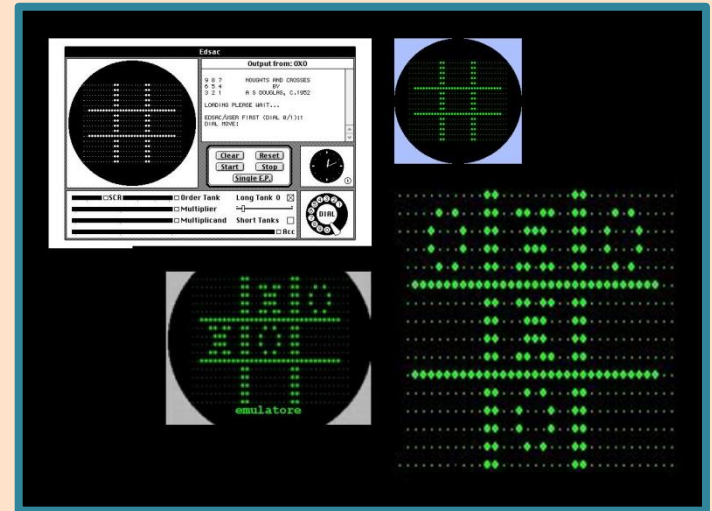 Edsac
Output from: OXO
9 8 7 NOUGHTS AND CROSSES
6 5 4 BY
3 2 1 A S DOUGLAS, C.1952
LOADING PLEASE WAIT...
EDSAC/USER FIRST (DIAL 0/1):1
DIAL MOVE:
Clear Reset
Start Stop
Single E.P.
SCR Order Tank Long Tank 0
Multiplier
Multiplicand Short Tanks
Acc
DIAL
emulatore